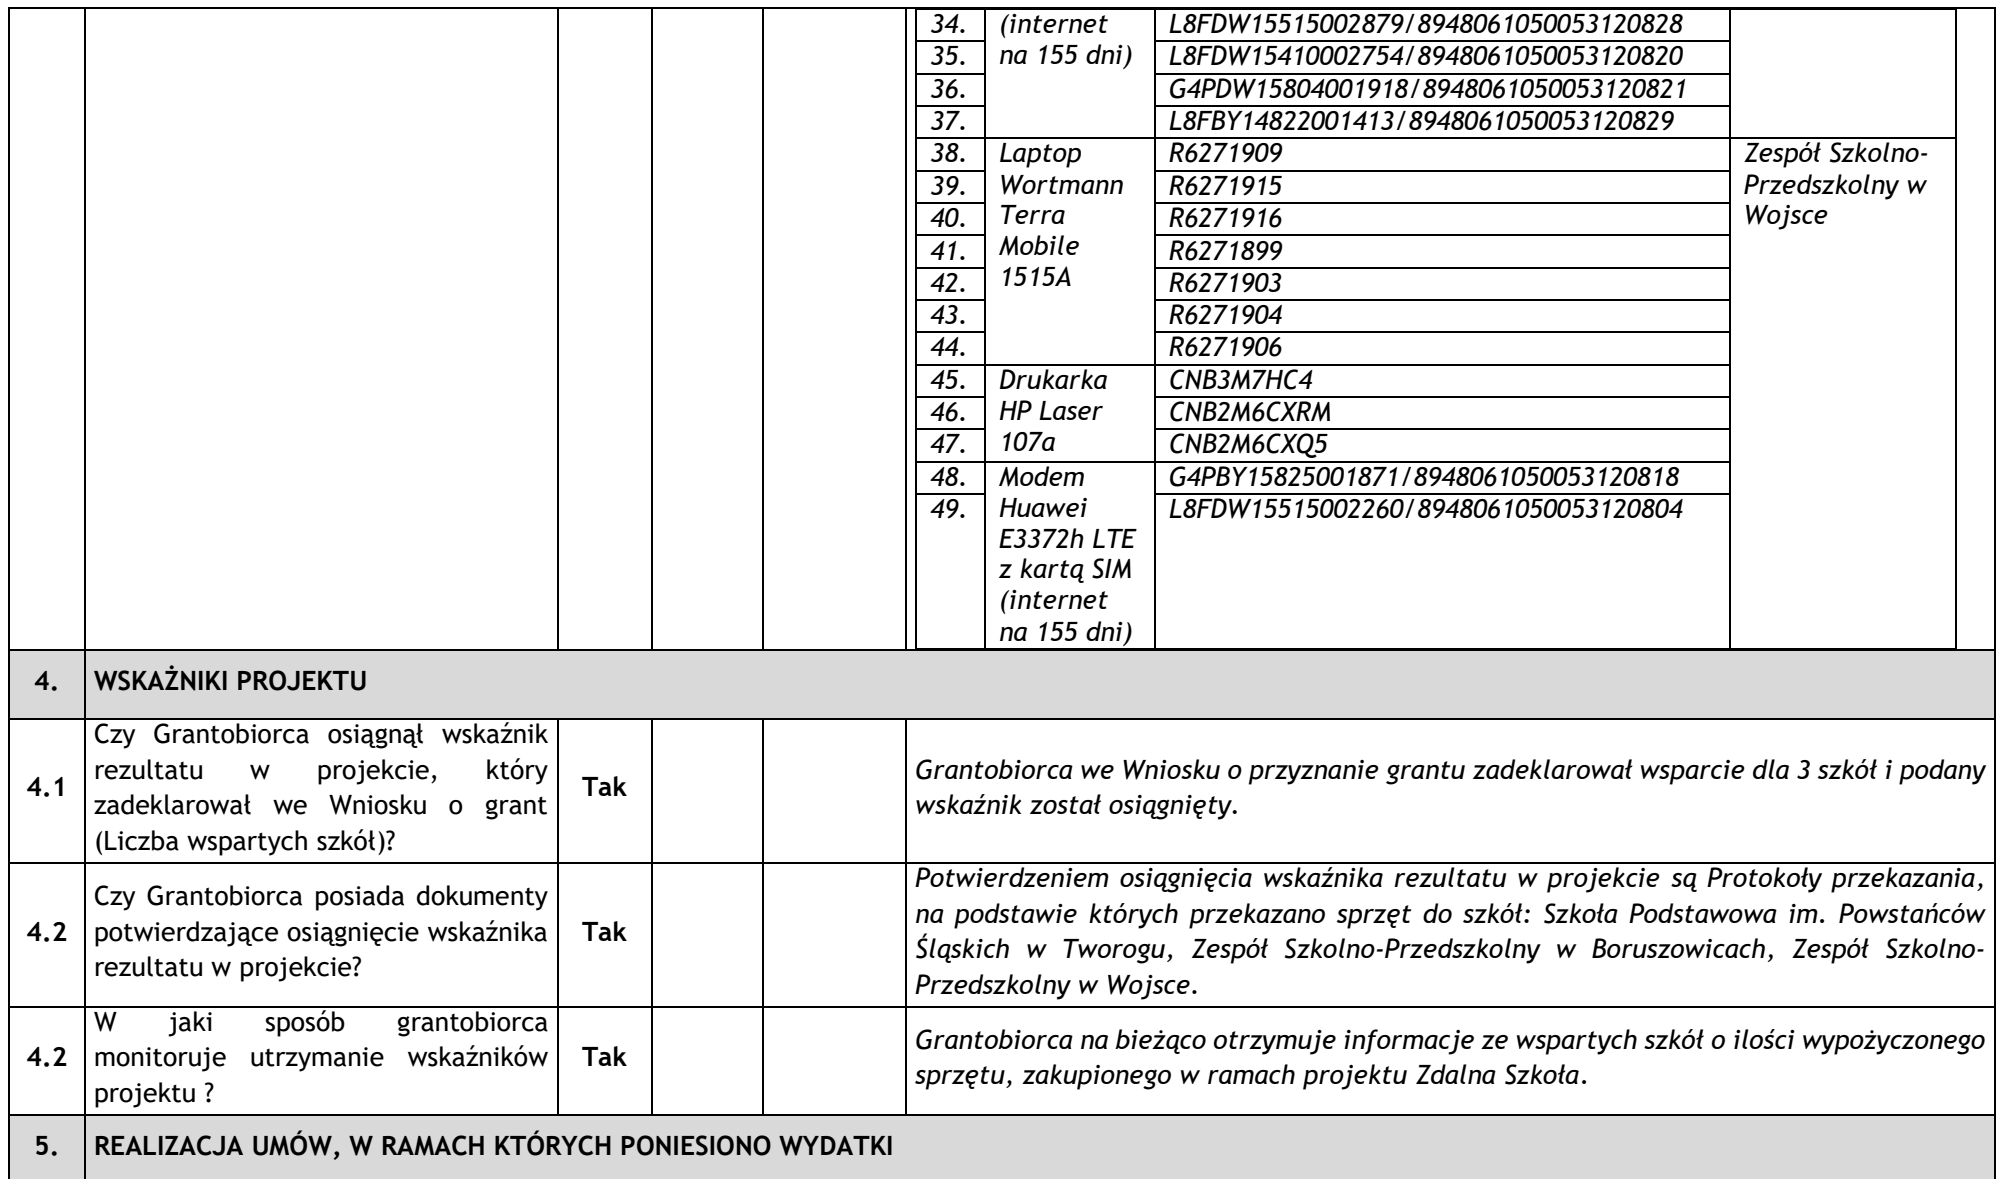 34. (internet L8FDW15515002879/8948061050053120828
35. na 155 dni) L8FDW15410002754/8948061050053120820
36. G4PDW15804001918/8948061050053120821
37. L8FBY14822001413/8948061050053120829
38. Laptop R6271909 Zespół Szkolno-
39. Wortmann R6271915 Przedszkolny w
40. Terra R6271916 Wojsce
41. Mobile R6271899
42. 1515A R6271903
43. R6271904
44. R6271906
45. Drukarka CNB3M7HC4
46. HP Laser CNB2M6CXRM
47. 107a CNB2M6CXQ5
48. Modem G4PBY15825001871/8948061050053120818
49. Huawei L8FDW15515002260/8948061050053120804
E3372h LTE
z kartą SIM
(internet
na 155 dni)
4. WSKAŻNIKI PROJEKTU
4.1
Czy Grantobiorca osiągnął wskaźnik
rezultatu w projekcie, który
zadeklarował we Wniosku o grant
(Liczba wspartych szkół)?
Tak
Grantobiorca we Wniosku o przyznanie grantu zadeklarował wsparcie dla 3 szkół i podany
wskaźnik został osiągnięty.
4.2
Czy Grantobiorca posiada dokumenty
potwierdzające osiągnięcie wskaźnika
rezultatu w projekcie?
Tak
Potwierdzeniem osiągnięcia wskaźnika rezultatu w projekcie są Protokoły przekazania,
na podstawie których przekazano sprzęt do szkół: Szkoła Podstawowa im. Powstańców
Śląskich w Tworogu, Zespół Szkolno-Przedszkolny w Boruszowicach, Zespół Szkolno-
Przedszkolny w Wojsce.
4.2
W jaki sposób grantobiorca
monitoruje utrzymanie wskaźników
projektu ?
Tak
Grantobiorca na bieżąco otrzymuje informacje ze wspartych szkół o ilości wypożyczonego
sprzętu, zakupionego w ramach projektu Zdalna Szkoła.
5. REALIZACJA UMÓW, W RAMACH KTÓRYCH PONIESIONO WYDATKI